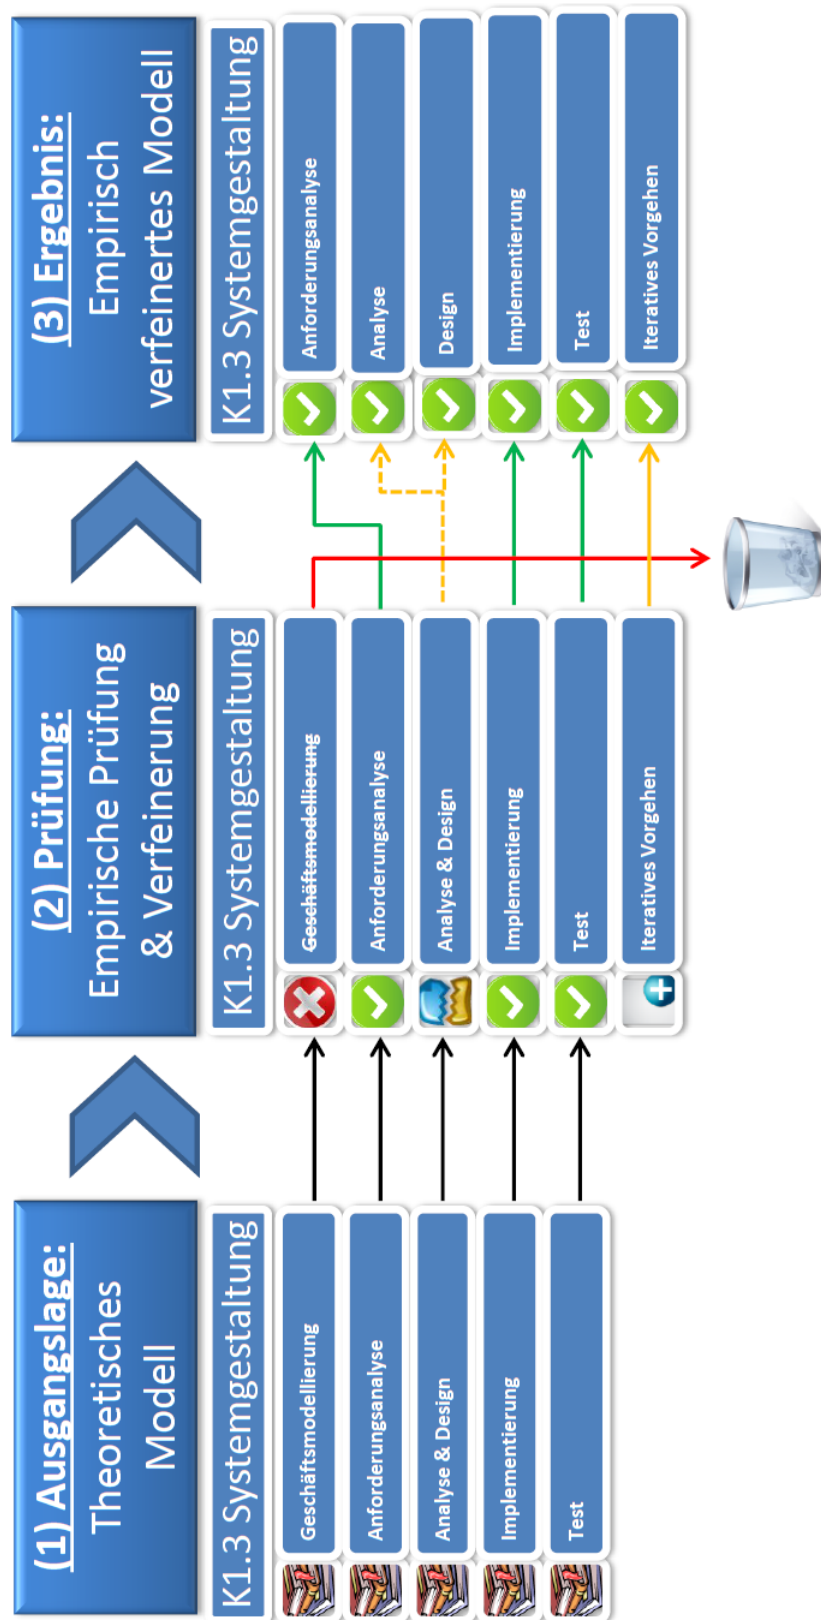 (1) Ausgangslage:
Theoretisches
Modell
K1.3 Systemgestaltung
Geschäftsmodellierung
Anforderungsanalyse
Analyse & Design
Implementierung
Test
(2) Prüfung:
Empirische Prüfung
& Verfeinerung
K1.3 Systemgestaltung
Geschäftsmodellierung
Anforderungsanalyse
Analyse & Design
Implementierung
Test
Iteratives Vorgehen
(3) Ergebnis:
Empirisch
verfeinertes Modell
K1.3 Systemgestaltung
Anforderungsanalyse
Analyse
Design
Implementierung
Test
Iteratives Vorgehen